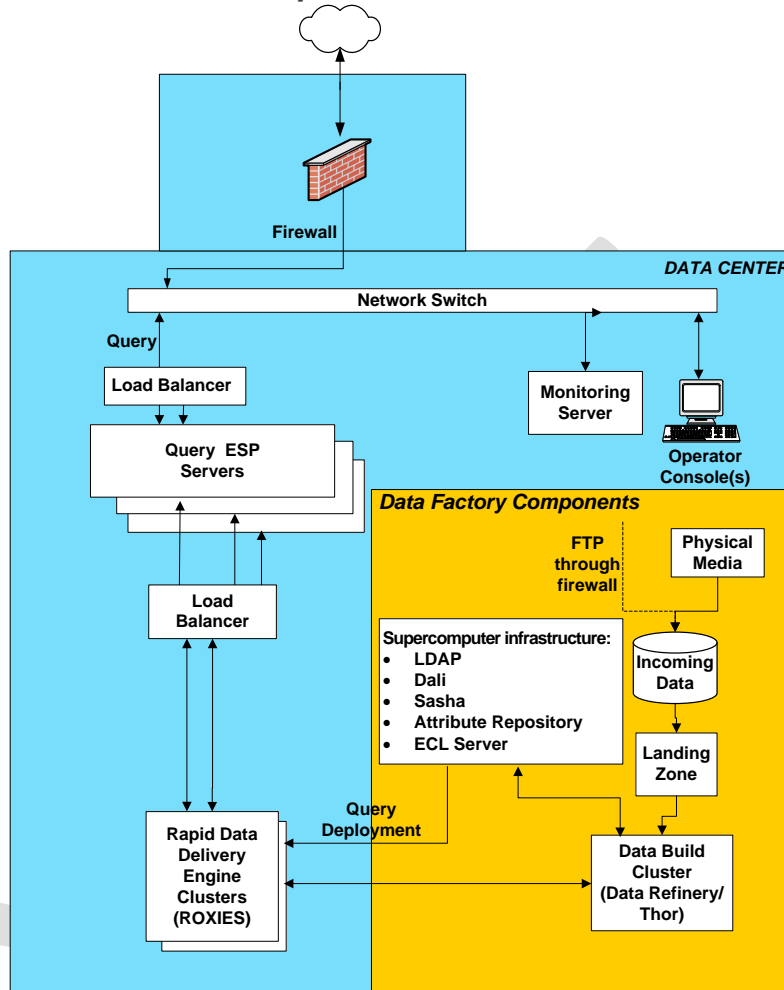 Firewall
DATA CENTER
Network Switch
Query
Load Balancer
Monitoring
Server
Operator
Console(s)
Query ESP
Servers
Data Factory Components
FTP
through
firewall
Physical
Media
Load
Balancer
Supercomputer infrastructure:
• LDAP
• Dali
• Sasha
• Attribute Repository
• ECL Server
Incoming
Data
Landing
Zone
Query
Deployment
Rapid Data
Delivery
Engine
Clusters
(ROXIES)
Data Build
Cluster
(Data Refinery/
Thor)